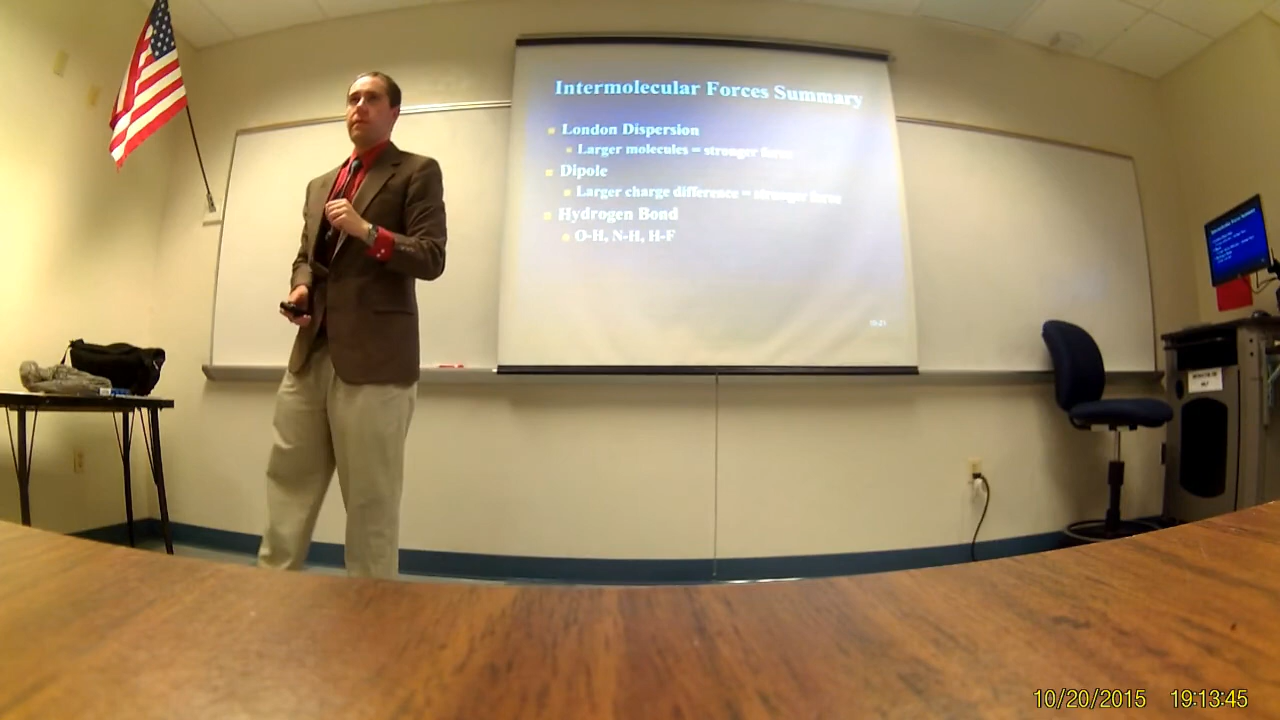 Intermolecular Forces Summary
London Dispersion
Larger molecules = stronger force
Dipole
Larger charge difference = stronger force
Hydrogen Bond
O-H, N-H, H-F
10/20/2015 19:13:45